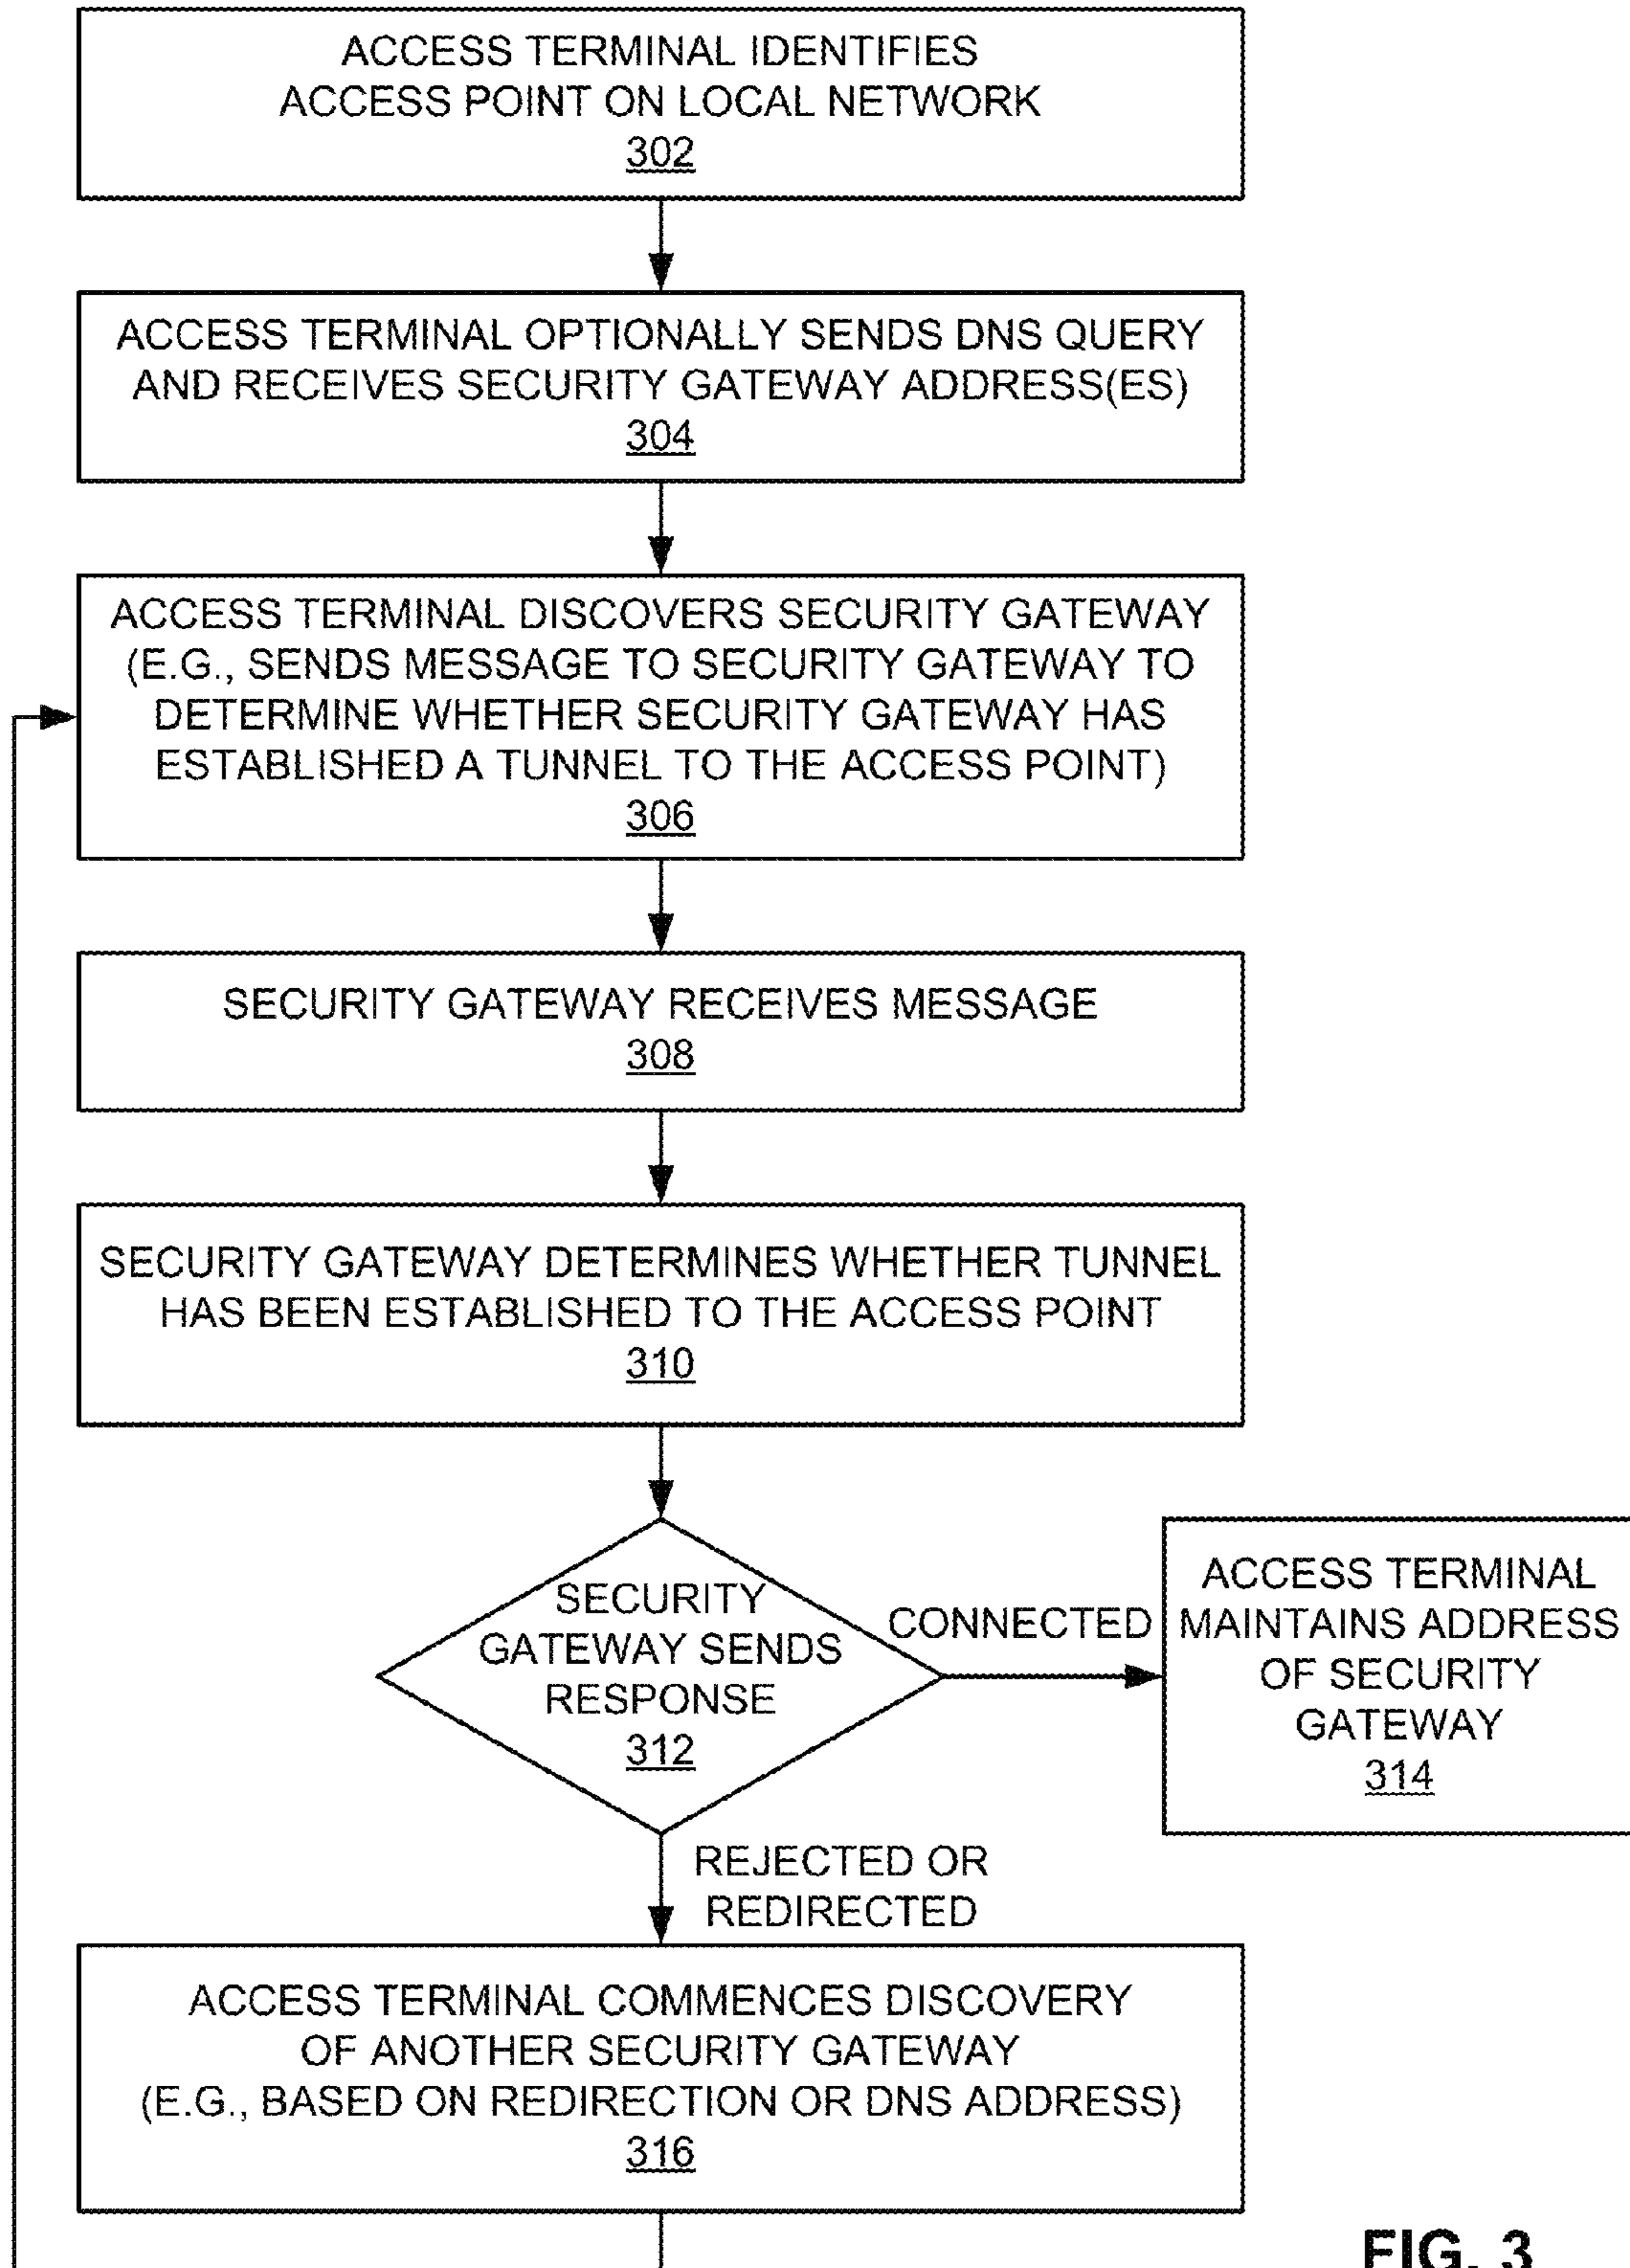 ACCESS TERMINAL IDENTIFIES
ACCESS POINT ON LOCAL NETWORK
302
ACCESS TERMINAL OPTIONALLY SENDS DNS QUERY
AND RECEIVES SECURITY GATEWAY ADDRESS(ES)
304
ACCESS TERMINAL DISCOVERS SECURITY GATEWAY
(E.G., SENDS MESSAGE TO SECURITY GATEWAY TO
DETERMINE WHETHER SECURITY GATEWAY HAS
ESTABLISHED A TUNNEL TO THE ACCESS POINT)
306
SECURITY GATEWAY RECEIVES MESSAGE
308
SECURITY GATEWAY DETERMINES WHETHER TUNNEL
HAS BEEN ESTABLISHED TO THE ACCESS POINT
310
SECURITY
GATEWAY SENDS
RESPONSE
312
CONNECTED
ACCESS TERMINAL
MAINTAINS ADDRESS
OF SECURITY
GATEWAY
314
REJECTED OR
REDIRECTED
ACCESS TERMINAL COMMENCES DISCOVERY
OF ANOTHER SECURITY GATEWAY
(E.G., BASED ON REDIRECTION OR DNS ADDRESS)
316
FIG. 3